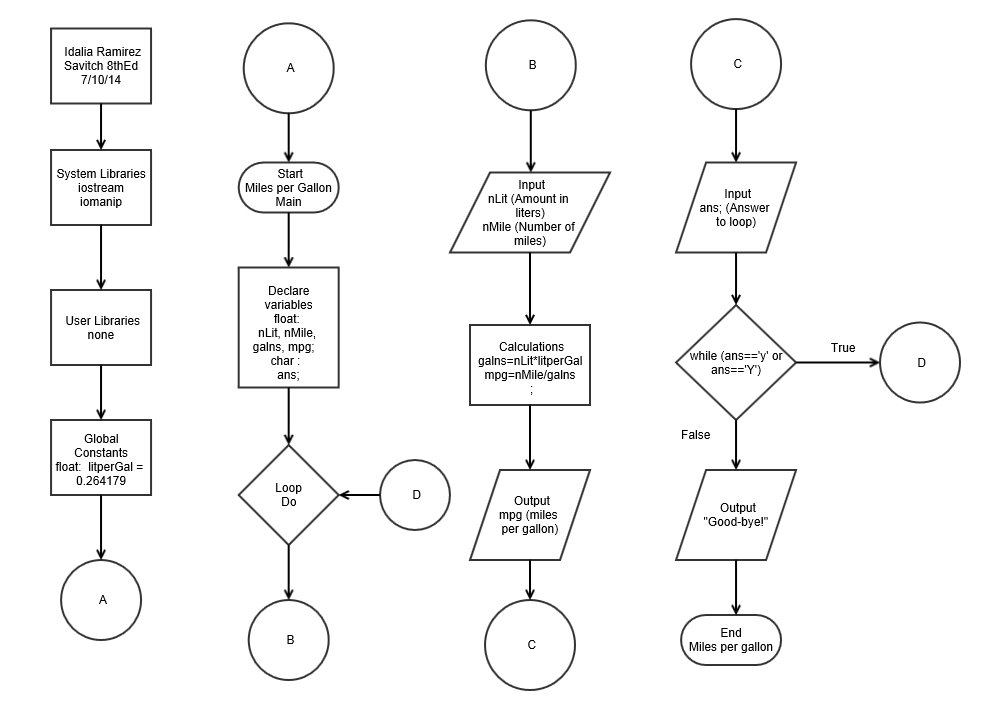 Idalia Ramirez
Savitch 8thEd
7/10/14
System Libraries
iostream
iomanip
User Libraries
none
Global
Constants
float: litperGal =
0.264179
A
A
Start
Miles per Gallon
Main
Declare
variables
float:
nLit, nMile,
galns, mpg;
char :
ans;
Loop
Do
D
B
B
Input
nLit (Amount in
liters)
nMile (Number of
miles)
Calculations
galns=nLit*litperGal
mpg=nMile/galns
;
Output
mpg (miles
per gallon)
C
C
Input
ans; (Answer
to loop)
while (ans=='y' or
ans=='Y')
True
D
False
Output
"Good-bye!"
End
Miles per gallon